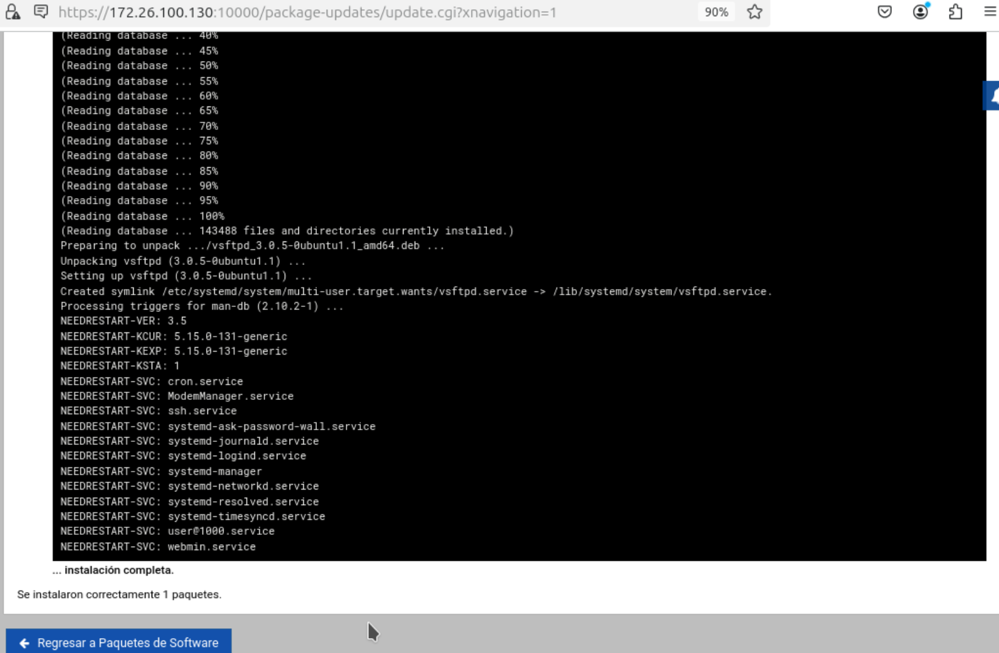 https://172.26.100.130:10000/package-updates/update.cgi?xnavigation=1
90%
(Reading database ... 40%
(Reading database ... 45%
(Reading database ... 50%
(Reading database ... 55%
(Reading database ... 60%
(Reading database ... 65%
(Reading database ... 70%
(Reading database ... 75%
(Reading database ... 80%
(Reading database ... 85%
(Reading database ... 90%
(Reading database ... 95%
(Reading database ... 100%
(Reading database ... 143488 files and directories currently installed.)
Preparing to unpack .../vsftpd_3.0.5-0ubuntu1.1_amd64.deb ...
Unpacking vsftpd (3.0.5-0ubuntu1.1) ...
Setting up vsftpd (3.0.5-0ubuntu1.1) ...
Created symlink /etc/systemd/system/multi-user.target.wants/vsftpd.service -> /lib/systemd/system/vsftpd.service.
Processing triggers for man-db (2.10.2-1) ...
NEEDRESTART-VER: 3.5
NEEDRESTART-KCUR: 5.15.0-131-generic
NEEDRESTART-KEXP: 5.15.0-131-generic
NEEDRESTART-KSTA: 1
NEEDRESTART-SVC: cron.service
NEEDRESTART-SVC: ModemManager.service
NEEDRESTART-SVC: ssh.service
NEEDRESTART-SVC: systemd-ask-password-wall.service
NEEDRESTART-SVC: systemd-journald.service
NEEDRESTART-SVC: systemd-logind.service
NEEDRESTART-SVC: systemd-manager
NEEDRESTART-SVC: systemd-networkd.service
NEEDRESTART-SVC: systemd-resolved.service
NEEDRESTART-SVC: systemd-timesyncd.service
NEEDRESTART-SVC: user@1000.service
NEEDRESTART-SVC: webmin.service
... instalación completa.
Se instalaron correctamente 1 paquetes.
Regresar a Paquetes de Software